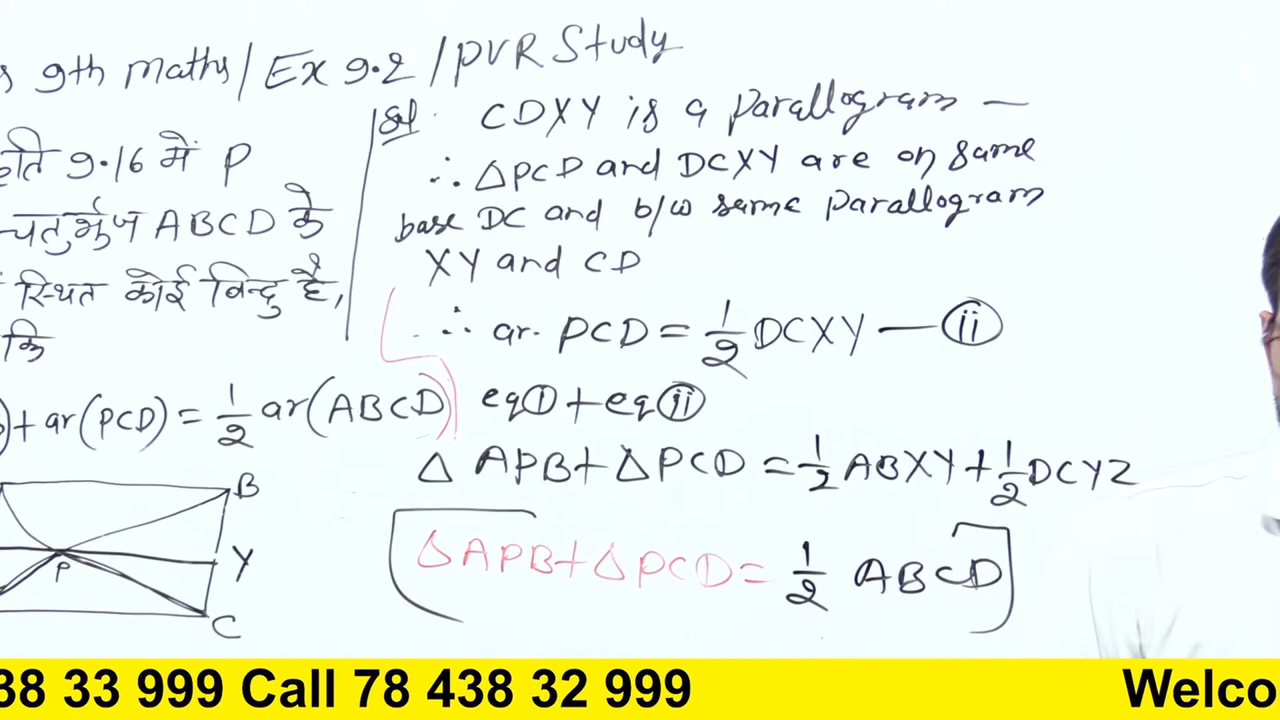 9th maths / Ex 9.2 / PVR Study
9.16 में P
चतुर्भुज ABCD के
स्थित कोई बिन्दु है,
कि
+ ar(PCD) = 1/2 ar(ABCD)
B
P
Y
C
Sol. CDXY is a parallogram —
∴ △PCD and DCXY are on same
base DC and b/w same parallogram
XY and CD
∴ ar. PCD = 1/2 DCXY — ⓘⓘ
eq ⓘ + eq ⓘⓘ
△ APB + △PCD = 1/2 ABXY + 1/2 DCYZ
△APB + △PCD = 1/2 ABCD
38 33 999 Call 78 438 32 999 Welco